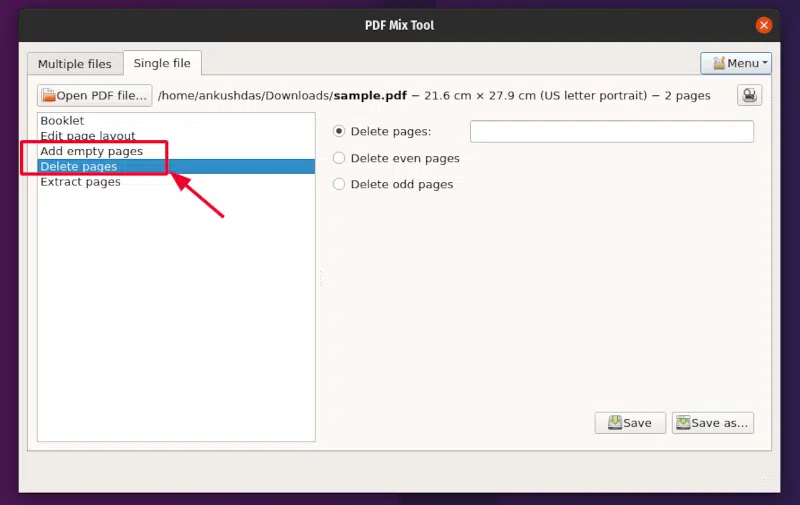 PDF Mix Tool
Multiple files Single file Menu
Open PDF file... /home/ankushdas/Downloads/sample.pdf − 21.6 cm × 27.9 cm (US letter portrait) − 2 pages
Booklet
Edit page layout
Add empty pages
Delete pages
Extract pages
Delete pages:
Delete even pages
Delete odd pages
Save Save as...